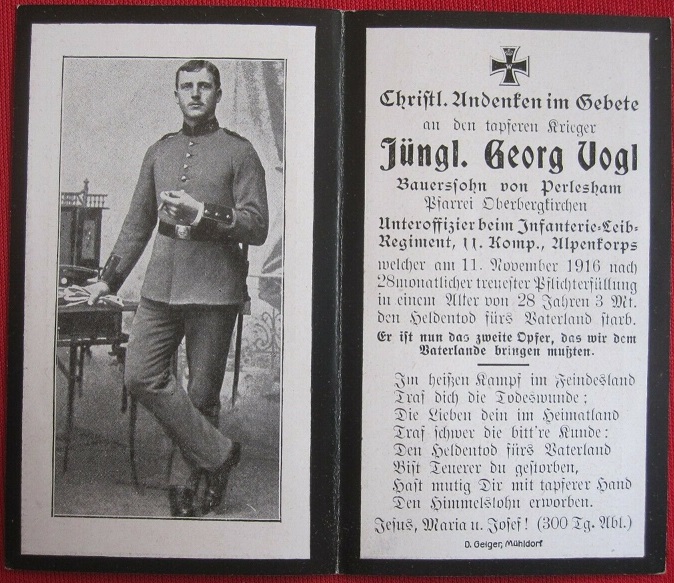 Christl. Andenken im Gebete
an den tapferen Krieger
Jüngl. Georg Vogl
Bauerssohn von Perlesham
Pfarrei Oberbergkirchen
Unteroffizier beim Infanterie-Leib-
Regiment, 11. Komp., Alpenkorps
welcher am 11. November 1916 nach
28monatlicher treuester Pflichterfüllung
in einem Alter von 28 Jahren 3 Mt.
den Heldentod fürs Vaterland starb.
Er ist nun das zweite Opfer, das wir dem
Vaterlande bringen mußten.
Im heißen Kampf im Feindesland
Traf dich die Todeswunde;
Die Lieben dein im Heimatland
Traf schwer die bitt're Kunde:
Den Heldentod fürs Vaterland
Bist Teuerer du gestorben,
Hast mutig Dir mit tapferer Hand
Den Himmelslohn erworben.
Jesus, Maria u. Josef! (300 Tg. Abl.)
D. Geiger, Mühldorf